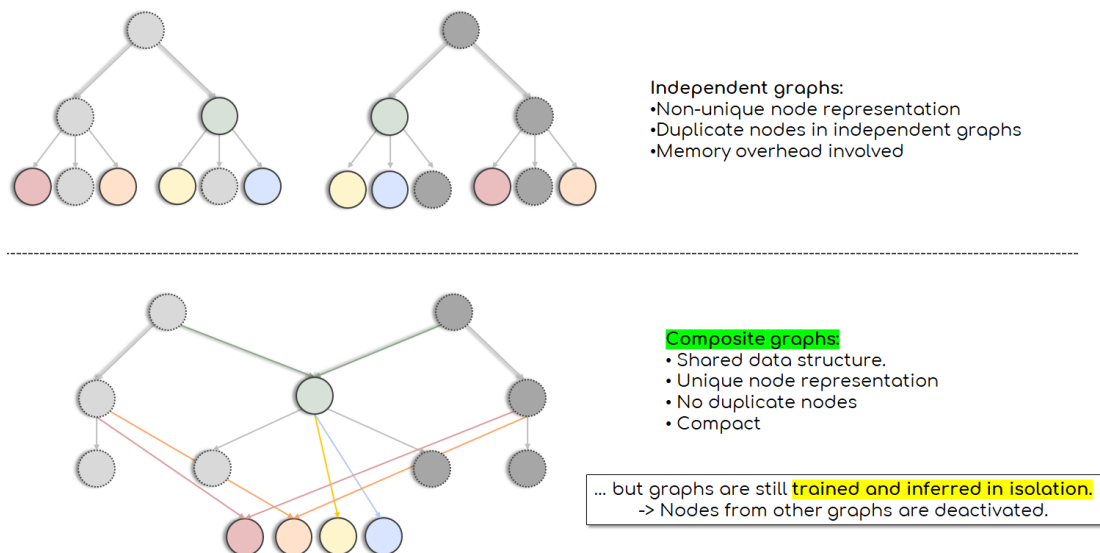 Independent graphs:
•Non-unique node representation
•Duplicate nodes in independent graphs
•Memory overhead involved
Composite graphs:
• Shared data structure.
• Unique node representation
• No duplicate nodes
• Compact
... but graphs are still trained and inferred in isolation.
-> Nodes from other graphs are deactivated.